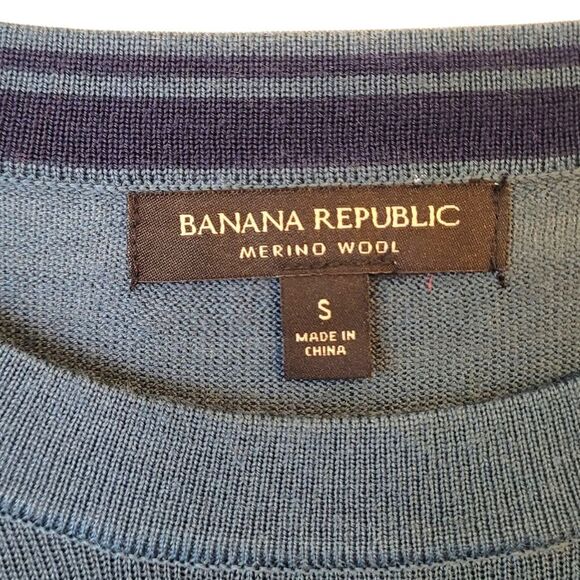 BANANA REPUBLIC
MERINO WOOL
S
MADE IN
CHINA